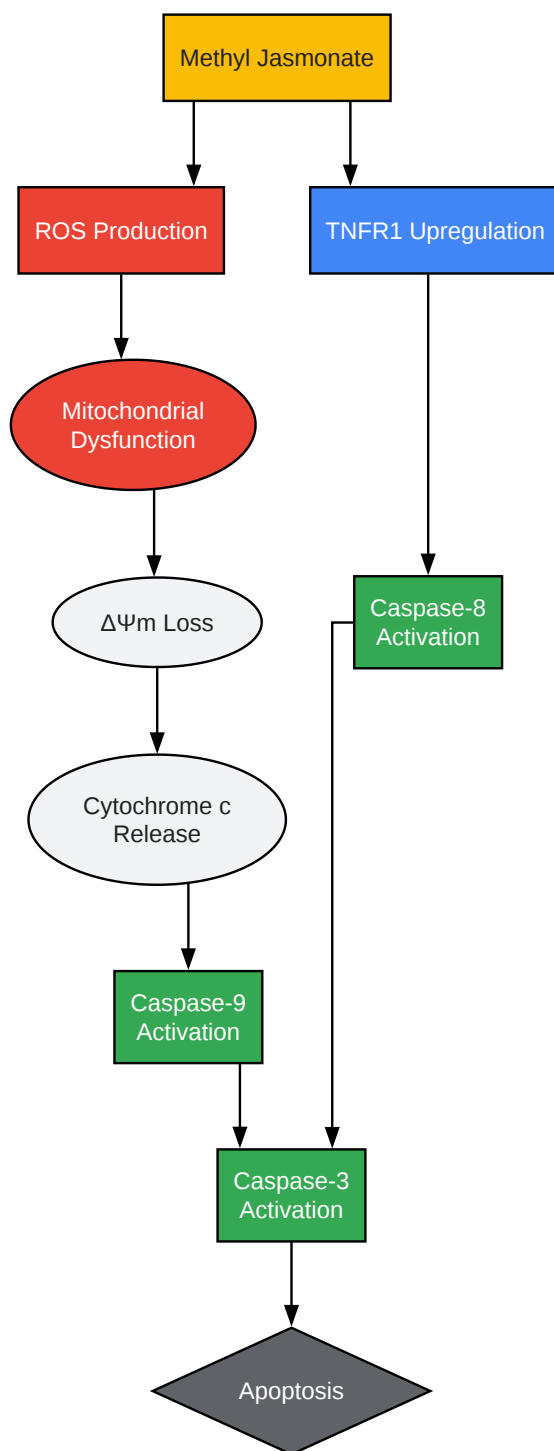 Methyl Jasmonate
ROS Production
TNFR1 Upregulation
Mitochondrial
Dysfunction
ΔΨm Loss
Caspase-8
Activation
Cytochrome c
Release
Caspase-9
Activation
Caspase-3
Activation
Apoptosis